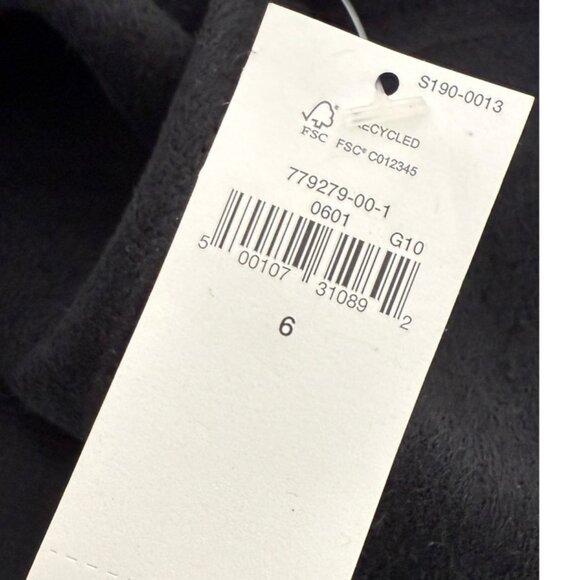 S190-0013
RECYCLED
FSC
FSC® C012345
779279-00-1
0601
G10
5 00107 31089 2
6